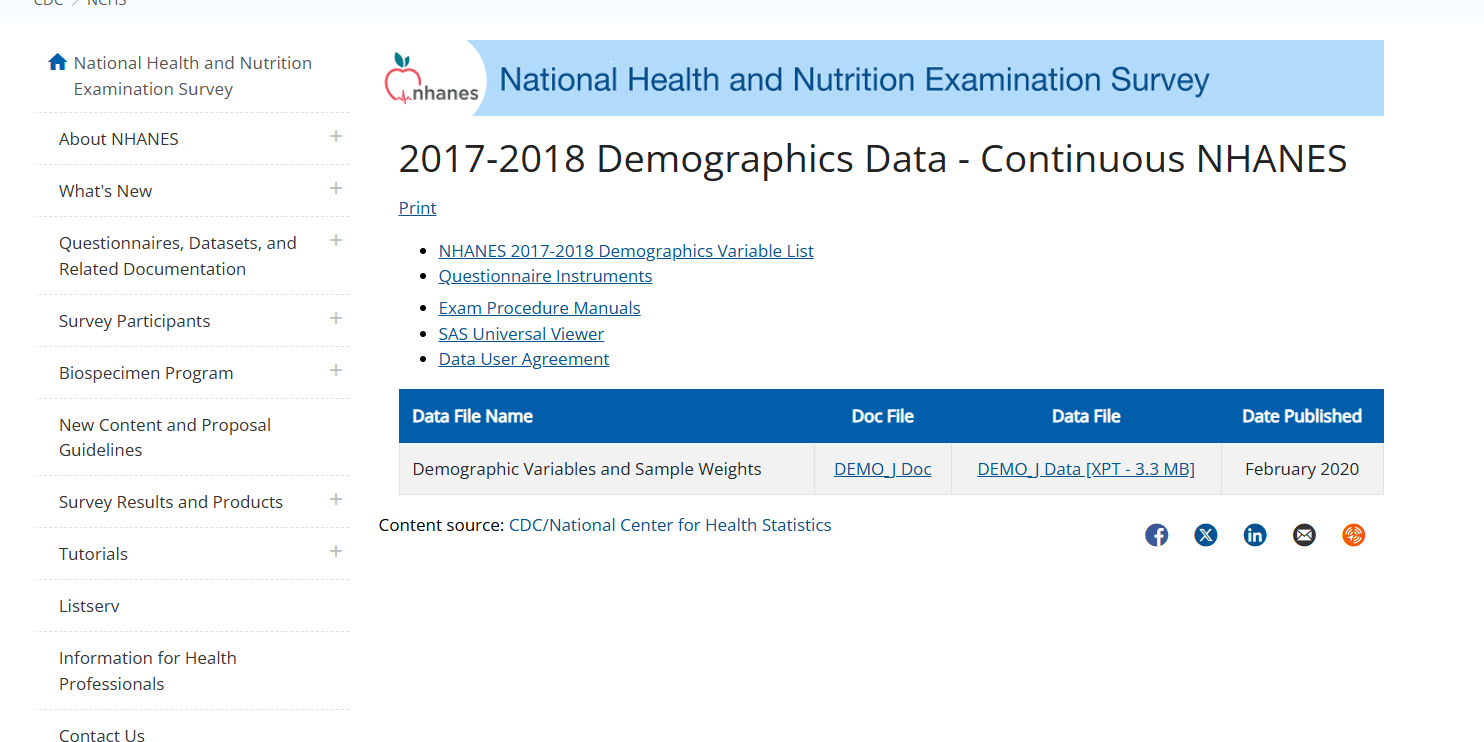 CDC > NCHS
National Health and Nutrition
Examination Survey
About NHANES
What's New
Questionnaires, Datasets, and
Related Documentation
Survey Participants
Biospecimen Program
New Content and Proposal
Guidelines
Survey Results and Products
Tutorials
Listserv
Information for Health
Professionals
Contact Us
nhanes
National Health and Nutrition Examination Survey
2017-2018 Demographics Data - Continuous NHANES
Print
NHANES 2017-2018 Demographics Variable List
Questionnaire Instruments
Exam Procedure Manuals
SAS Universal Viewer
Data User Agreement
Data File Name Doc File Data File Date Published
Demographic Variables and Sample Weights DEMO_J Doc DEMO_J Data [XPT - 3.3 MB] February 2020
Content source: CDC/National Center for Health Statistics